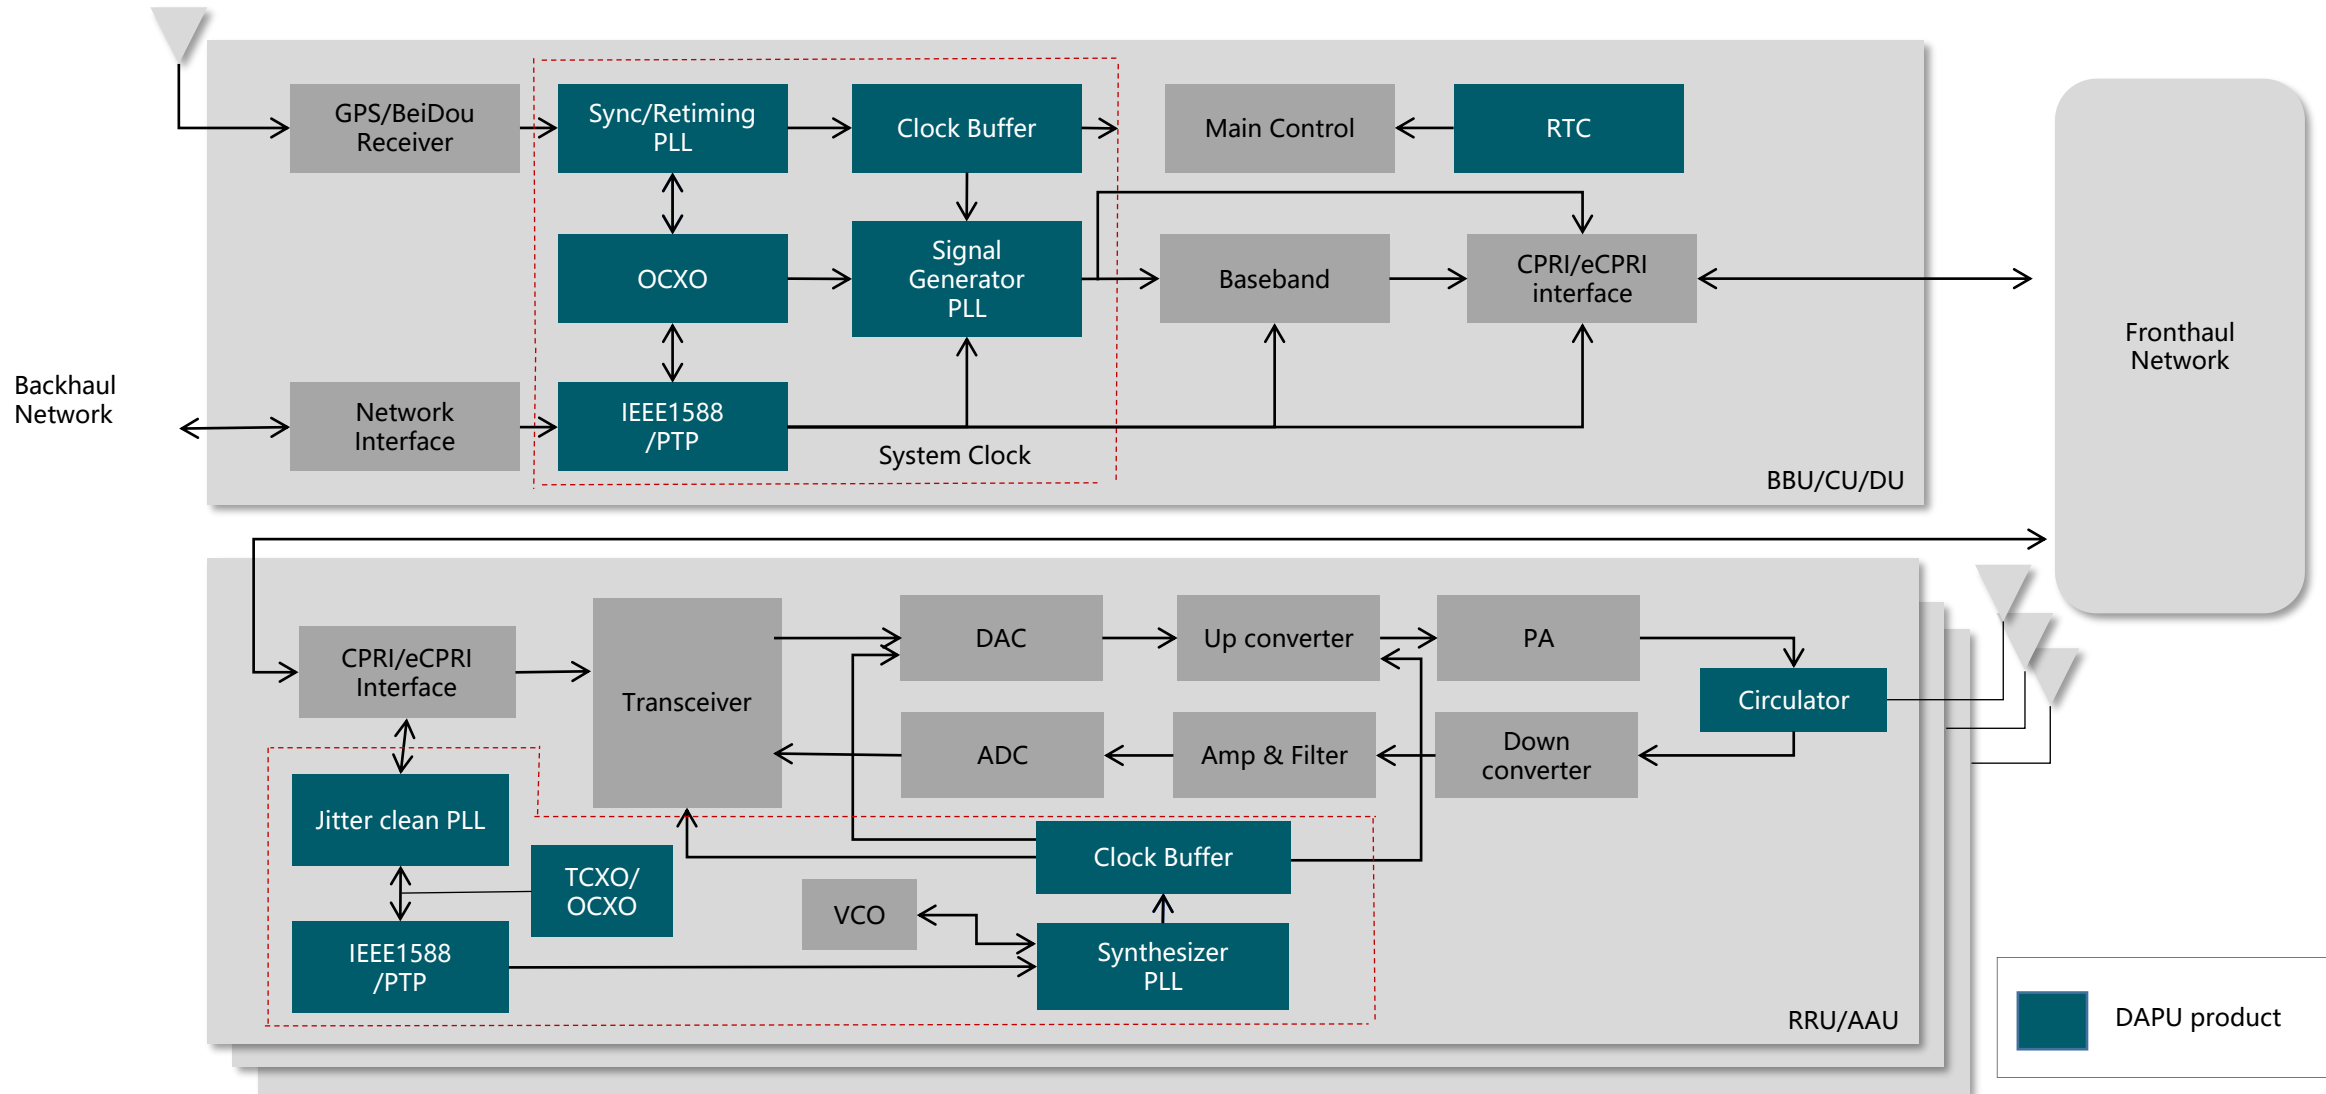 GPS/BeiDou
Receiver
Sync/Retiming
PLL
Clock Buffer
Main Control
RTC
OCXO
Signal
Generator
PLL
Baseband
CPRI/eCPRI
interface
Fronthaul
Network
Backhaul
Network
Network
Interface
IEEE1588
/PTP
System Clock
BBU/CU/DU
CPRI/eCPRI
Interface
Transceiver
DAC
Up converter
PA
Circulator
ADC
Amp & Filter
Down
converter
Jitter clean PLL
TCXO/
OCXO
Clock Buffer
VCO
IEEE1588
/PTP
Synthesizer
PLL
RRU/AAU
DAPU product